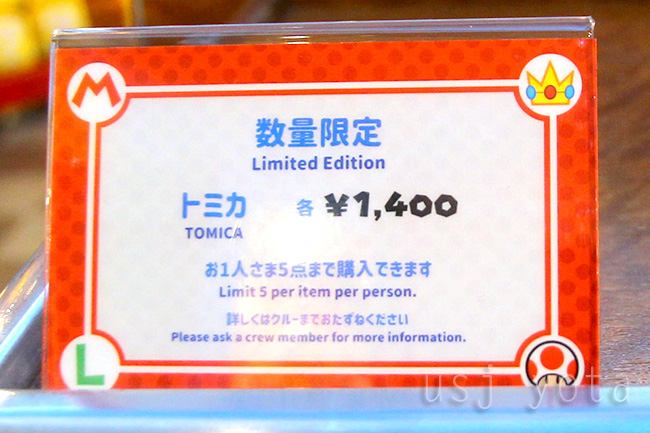 M
数量限定
Limited Edition
トミカ 各 ¥1,400
TOMICA
お1人さま5点まで購入できます
Limit 5 per item per person.
詳しくはクルーまでおたずねください
Please ask a crew member for more information.
L
usj yota